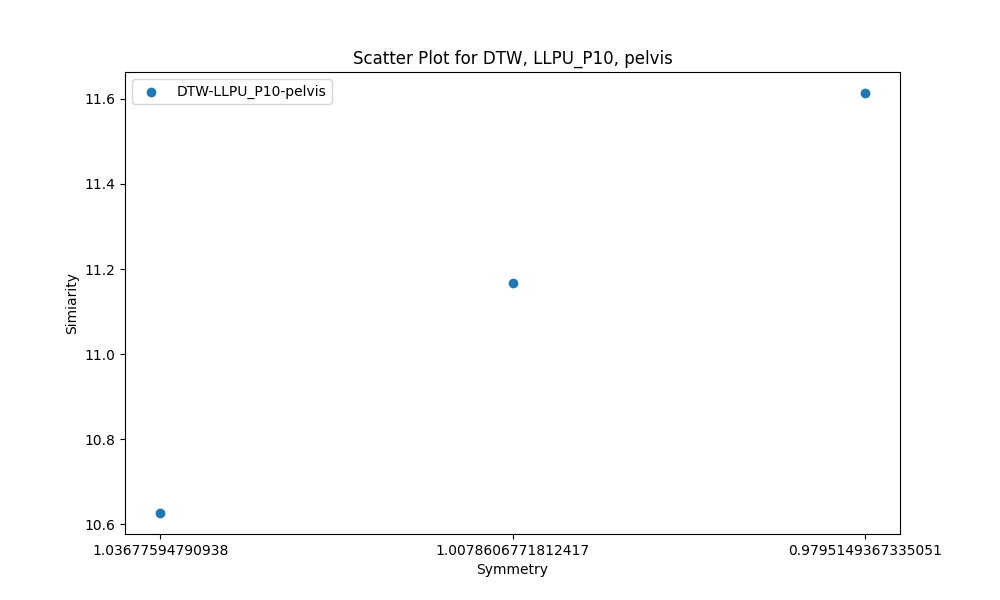 Scatter Plot for DTW, LLPU_P10, pelvis
DTW-LLPU_P10-pelvis
11.6
11.4
11.2
11.0
10.8
10.6
Simiarity
1.036775594790938 1.0078606771812417 0.9795149367335051
Symmetry